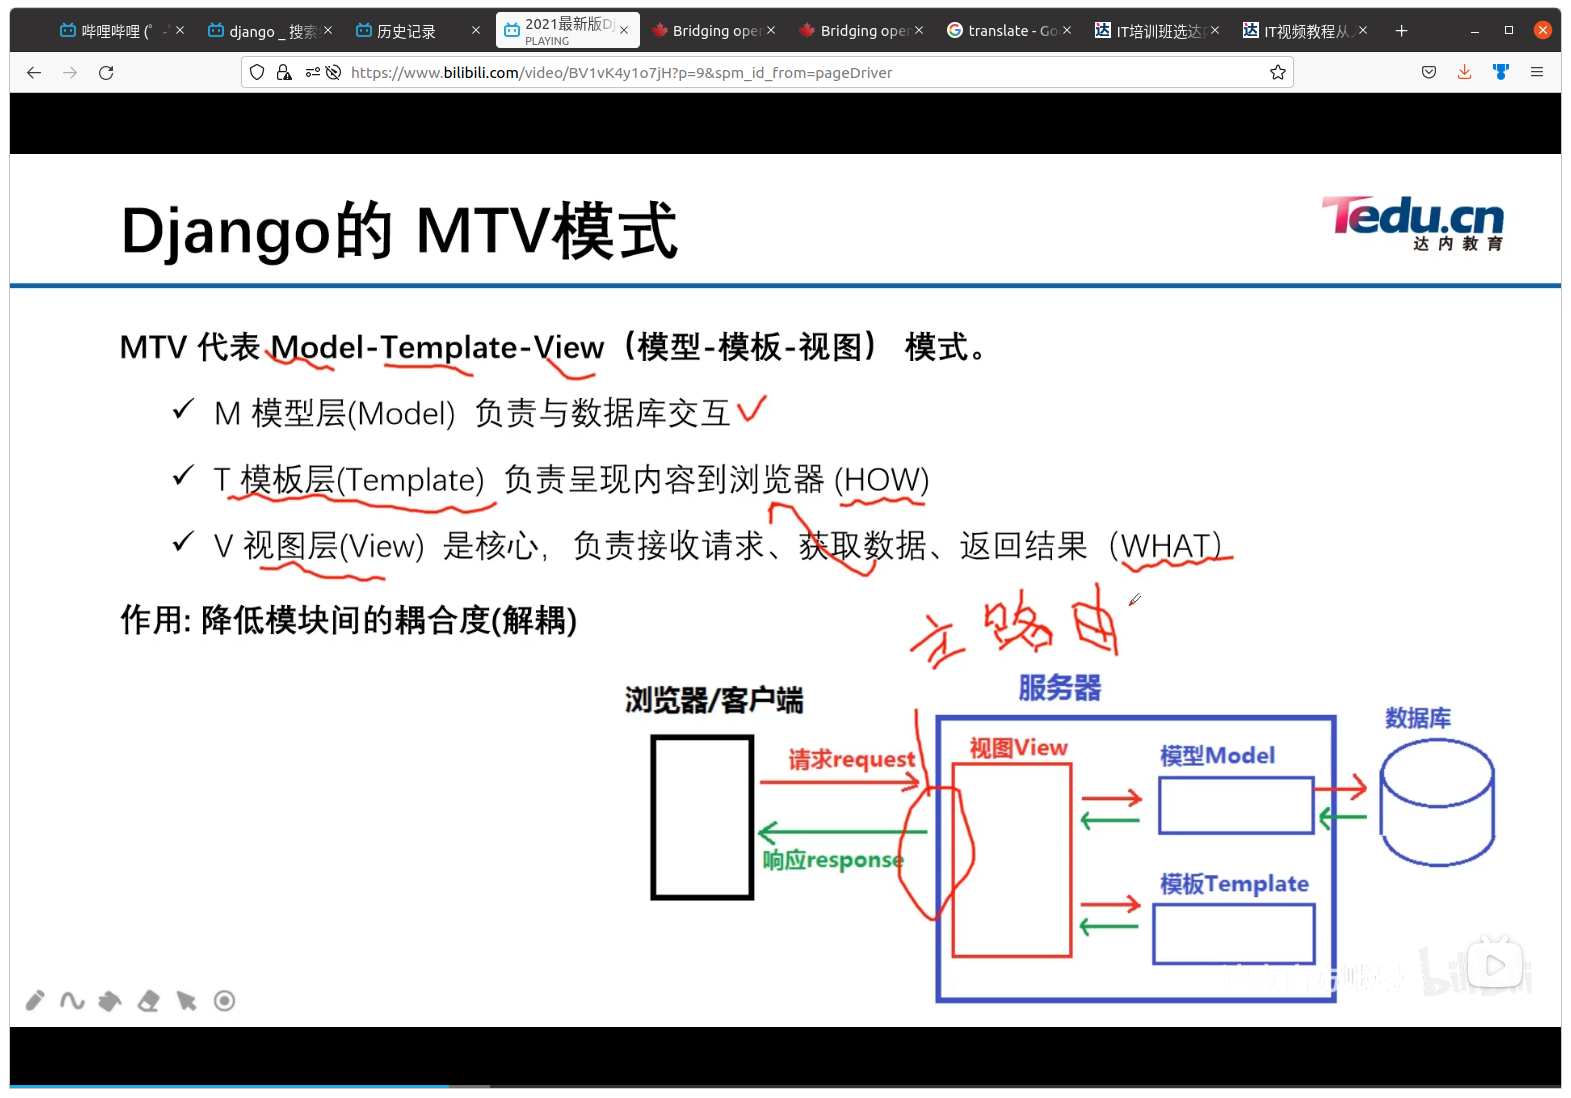 哔哩哔哩 (゜-゜
django _ 搜索
历史记录
2021最新版Dj
PLAYING
Bridging oper
Bridging oper
translate - Go
IT培训班选达内
IT视频教程从入
https://www.bilibili.com/video/BV1vK4y1o7jH?p=9&spm_id_from=pageDriver
Django的 MTV模式
Tedu.cn
达内教育
MTV 代表 Model-Template-View（模型-模板-视图） 模式。
M 模型层(Model) 负责与数据库交互
T 模板层(Template) 负责呈现内容到浏览器 (HOW)
V 视图层(View) 是核心，负责接收请求、获取数据、返回结果（WHAT）
作用: 降低模块间的耦合度(解耦)
主路由
浏览器/客户端
服务器
数据库
请求request
视图View
模型Model
响应response
模板Template
bilibili